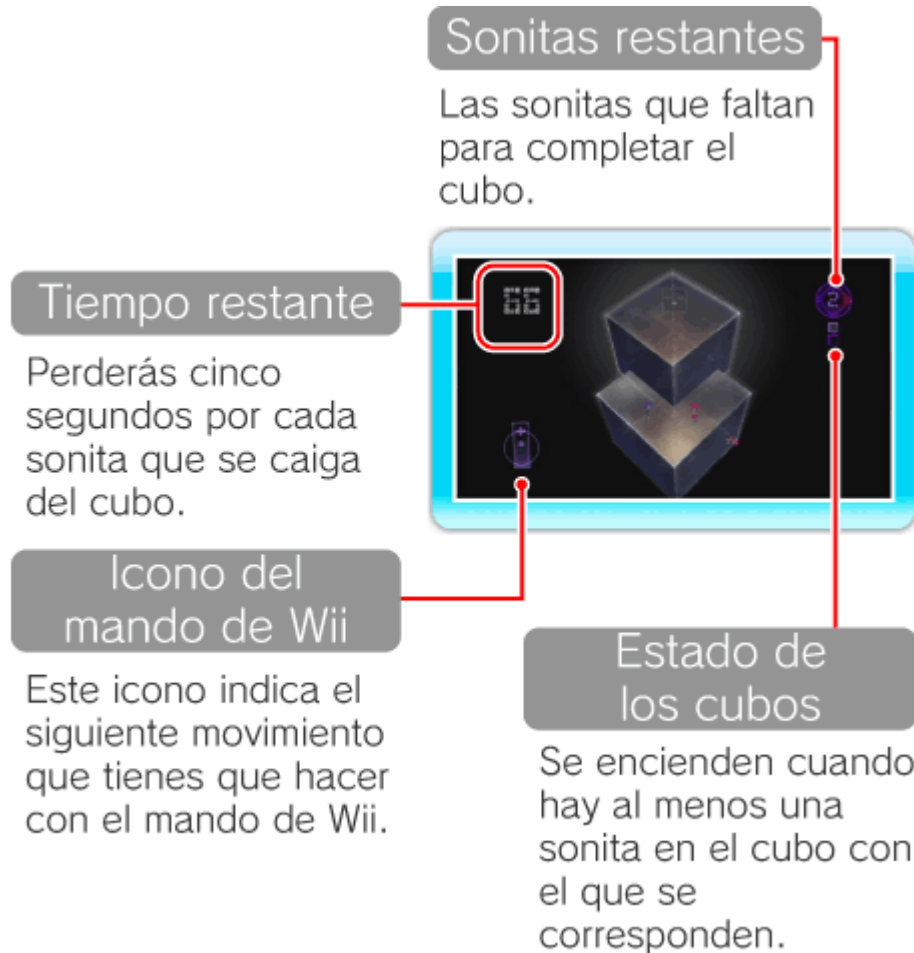 Sonitas restantes
Las sonitas que faltan
para completar el
cubo.
Tiempo restante
Perderás cinco
segundos por cada
sonita que se caiga
del cubo.
66
2
Icono del
mando de Wii
Este icono indica el
siguiente movimiento
que tienes que hacer
con el mando de Wii.
Estado de
los cubos
Se encienden cuando
hay al menos una
sonita en el cubo con
el que se
corresponden.